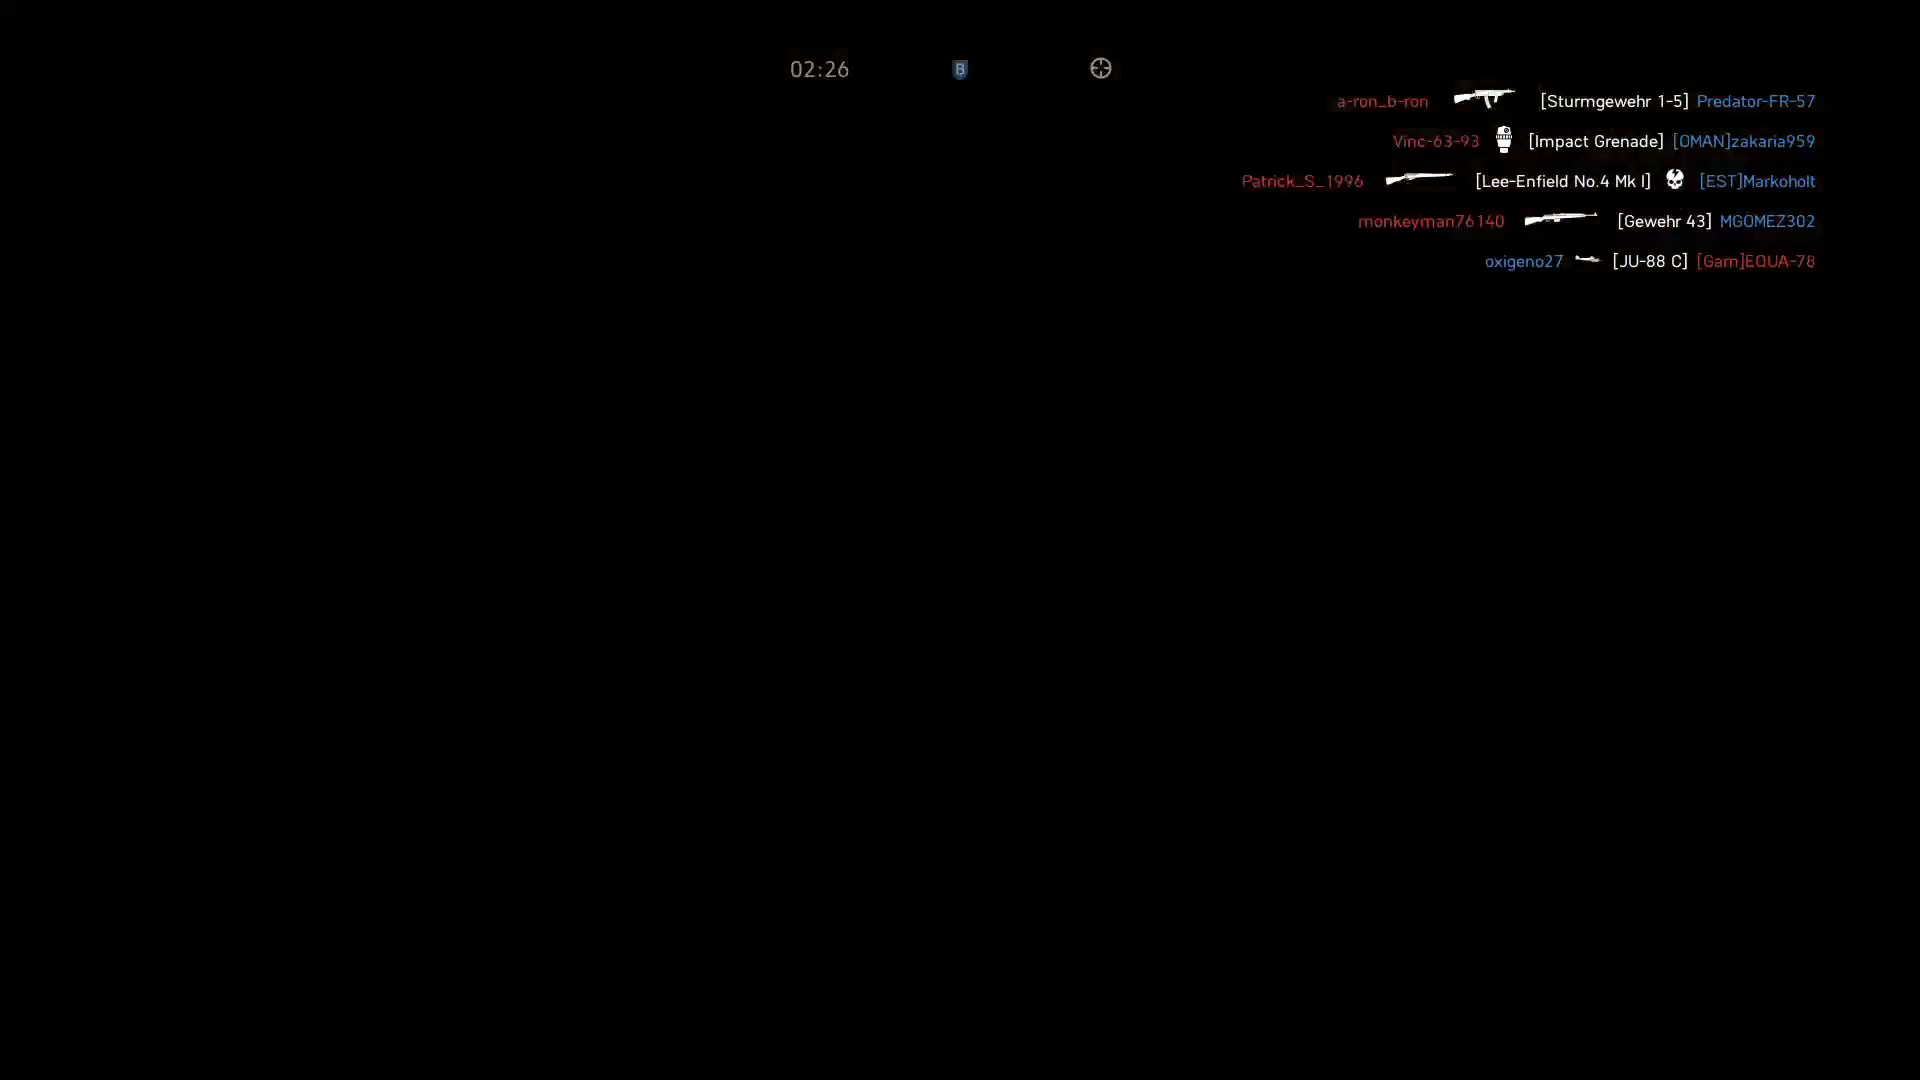 02:26 B
a-ron_b-ron [Sturmgewehr 1-5] Predator-FR-57
Vinc-63-93 [Impact Grenade] [OMAN]zakaria959
Patrick_S_1996 [Lee-Enfield No.4 Mk I] [EST]Markoholt
monkeyman76140 [Gewehr 43] MGOMEZ302
oxigeno27 [JU-88 C] [Gam]EQUA-78